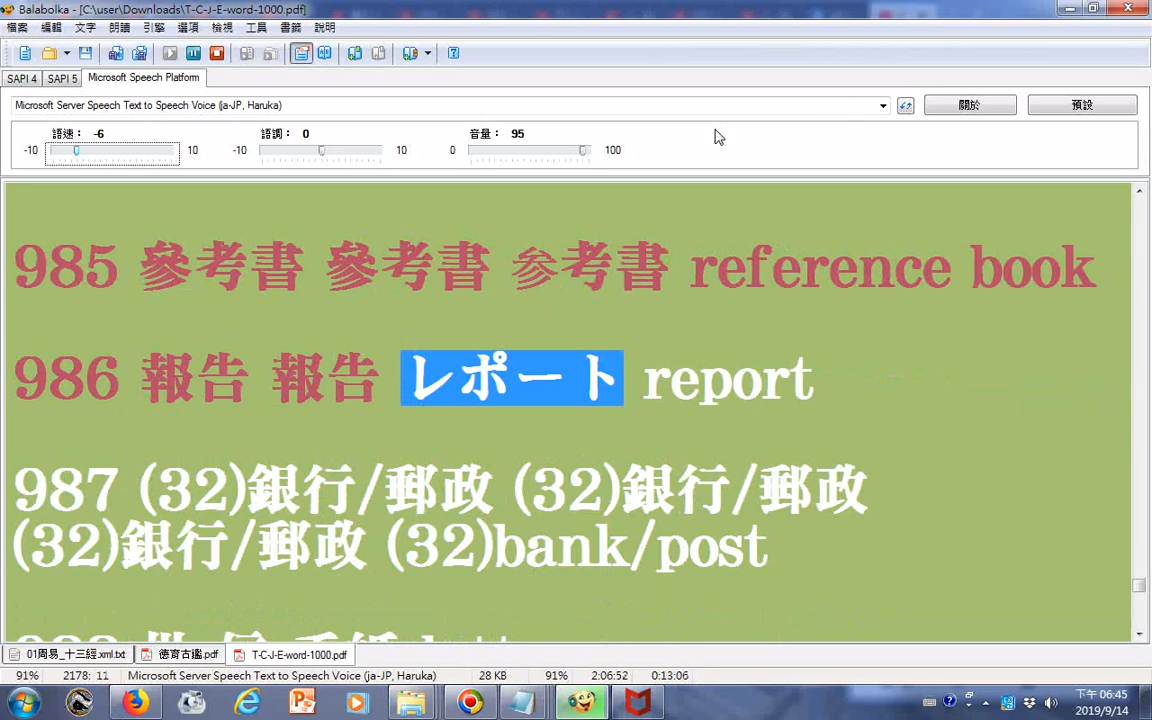 Balabolka - [C:\user\Downloads\T-C-J-E-word-1000.pdf]
檔案 編輯 文字 朗讀 引擎 選項 檢視 工具 書籤 說明
SAPI 4 SAPI 5 Microsoft Speech Platform
Microsoft Server Speech Text to Speech Voice (ja-JP, Haruka) 關於 預設
語速： -6 語調： 0 音量： 95
-10 10 -10 10 0 100
985 參考書 參考書 参考書 reference book
986 報告 報告 レポート report
987 (32)銀行/郵政 (32)銀行/郵政
(32)銀行/郵政 (32)bank/post
01周易_十三經.xml.txt 德育古鑑.pdf T-C-J-E-word-1000.pdf
91% 2178: 11 Microsoft Server Speech Text to Speech Voice (ja-JP, Haruka) 28 KB 91% 2:06:52 0:13:06
下午 06:45
2019/9/14